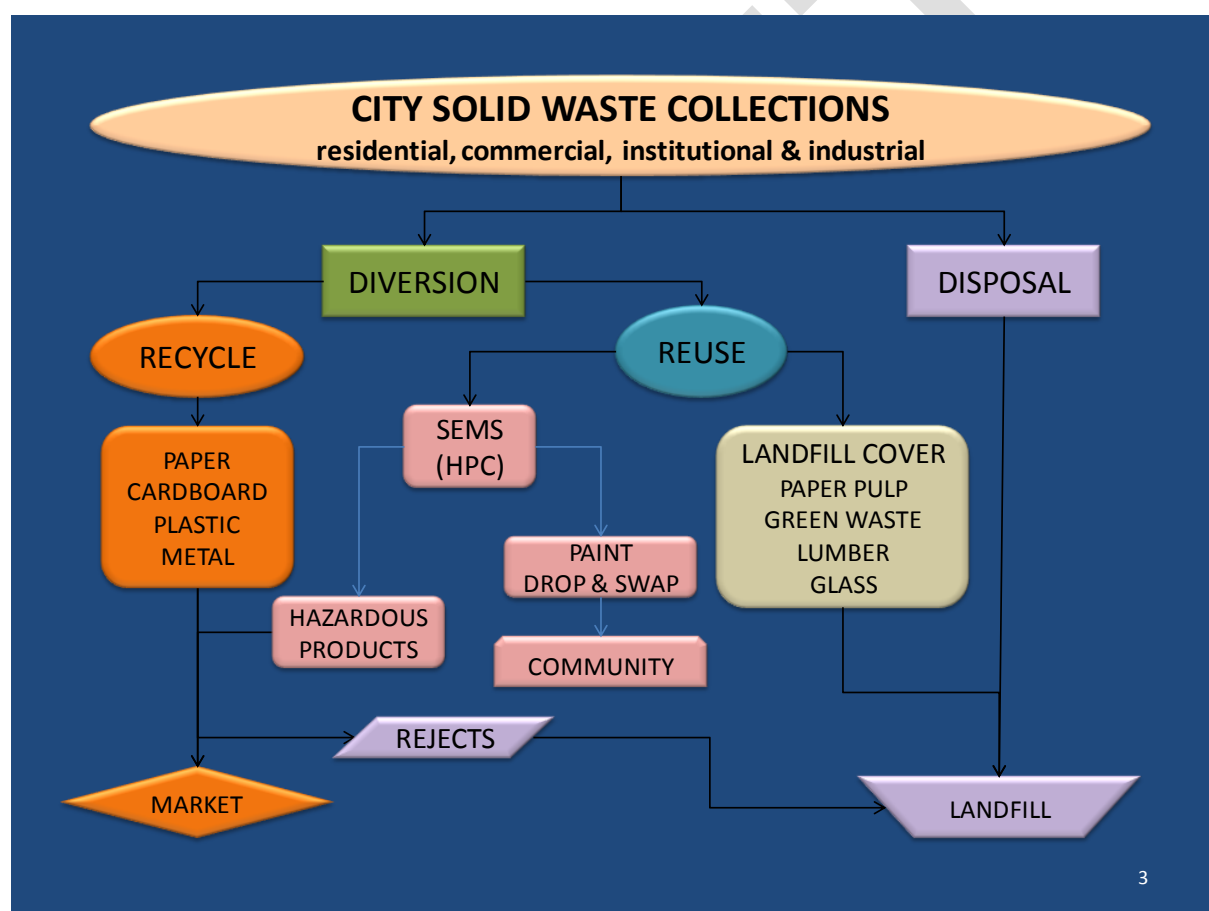 CITY SOLID WASTE COLLECTIONS
residential, commercial, institutional & industrial
DIVERSION
DISPOSAL
RECYCLE
REUSE
SEMS
(HPC)
PAPER
CARDBOARD
PLASTIC
METAL
LANDFILL COVER
PAPER PULP
GREEN WASTE
LUMBER
GLASS
PAINT
DROP & SWAP
HAZARDOUS
PRODUCTS
COMMUNITY
REJECTS
MARKET
LANDFILL
3